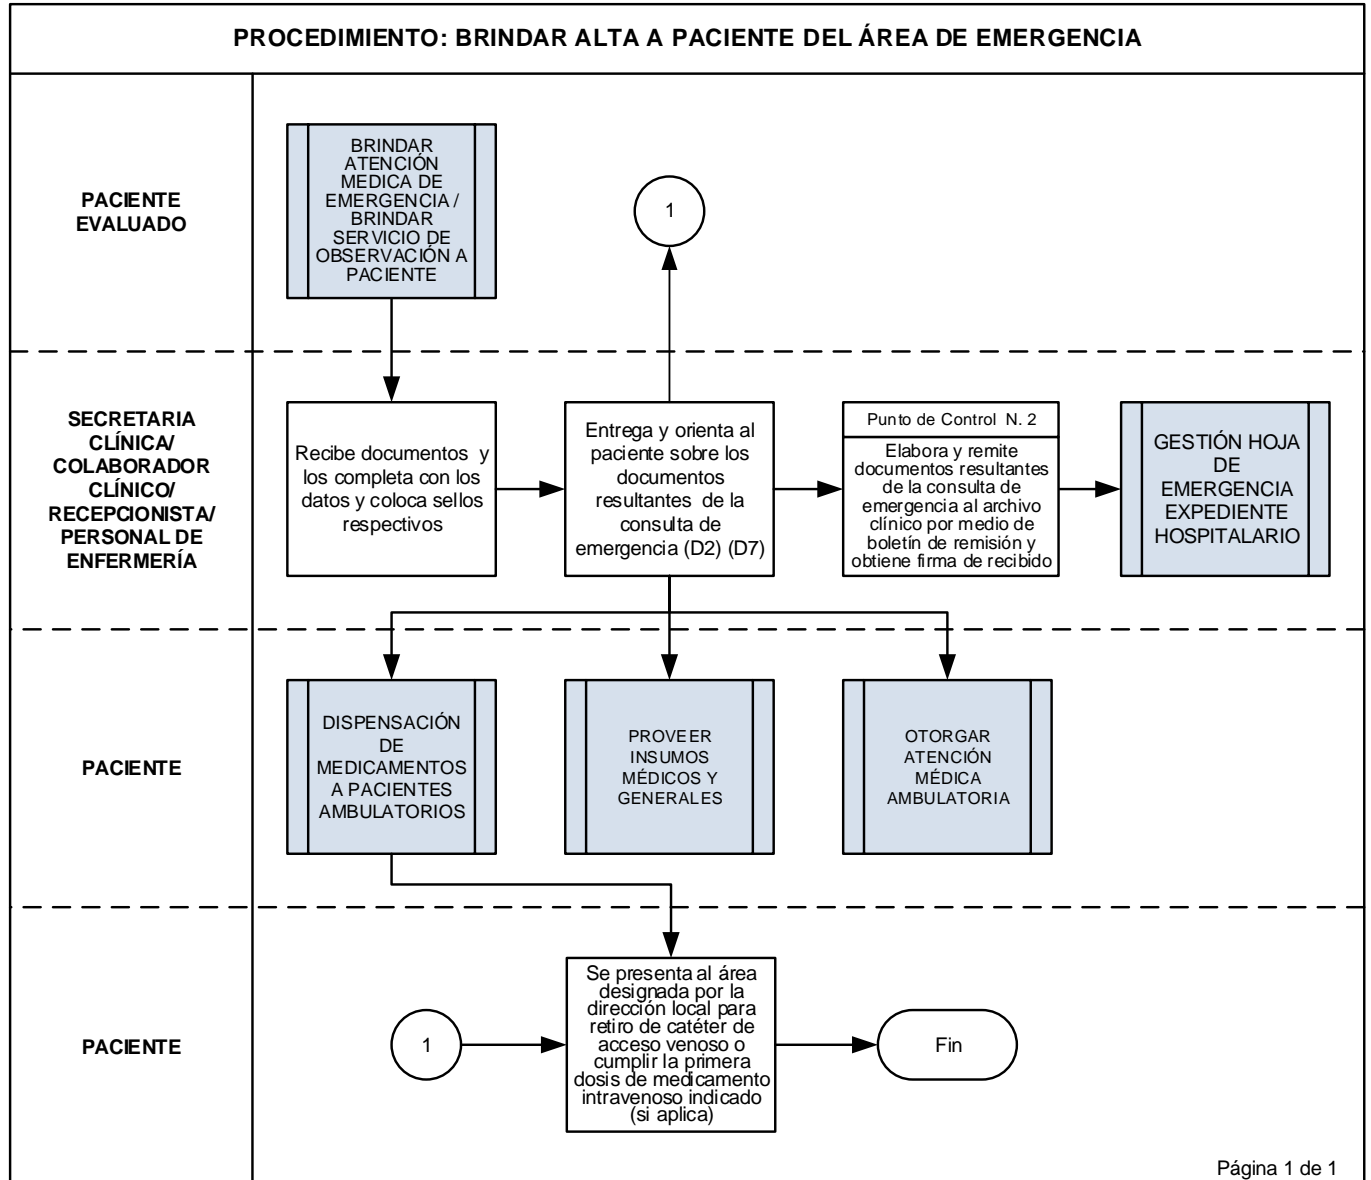 PROCEDIMIENTO: BRINDAR ALTA A PACIENTE DEL ÁREA DE EMERGENCIA
PACIENTE
EVALUADO
BRINDAR
ATENCIÓN
MEDICA DE
EMERGENCIA /
BRINDAR
SERVICIO DE
OBSERVACIÓN A
PACIENTE
1
SECRETARIA
CLÍNICA/
COLABORADOR
CLÍNICO/
RECEPCIONISTA/
PERSONAL DE
ENFERMERÍA
Recibe documentos y
los completa con los
datos y coloca sellos
respectivos
Entrega y orienta al
paciente sobre los
documentos
resultantes de la
consulta de
emergencia (D2) (D7)
Punto de Control N. 2
Elabora y remite
documentos resultantes
de la consulta de
emergencia al archivo
clínico por medio de
boletín de remisión y
obtiene firma de recibido
GESTIÓN HOJA
DE
EMERGENCIA
EXPEDIENTE
HOSPITALARIO
PACIENTE
DISPENSACIÓN
DE
MEDICAMENTOS
A PACIENTES
AMBULATORIOS
PROVEER
INSUMOS
MÉDICOS Y
GENERALES
OTORGAR
ATENCIÓN
MÉDICA
AMBULATORIA
PACIENTE
1
Se presenta al área
designada por la
dirección local para
retiro de catéter de
acceso venoso o
cumplir la primera
dosis de medicamento
intravenoso indicado
(si aplica)
Fin
Página 1 de 1